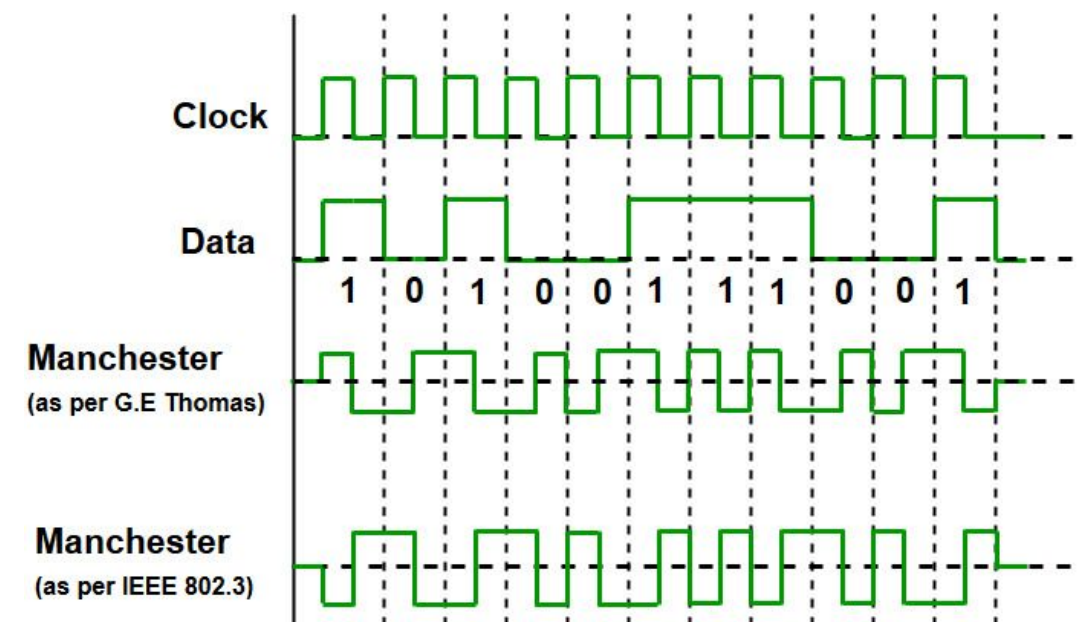 Clock
Data
1 0 1 0 0 1 1 1 0 0 1
Manchester
(as per G.E Thomas)
Manchester
(as per IEEE 802.3)